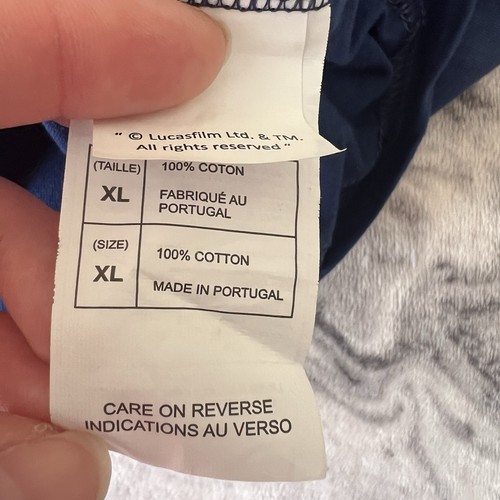 " © Lucasfilm Ltd. & TM.
All rights reserved "
(TAILLE)
XL
100% COTON
FABRIQUÉ AU
PORTUGAL
(SIZE)
XL
100% COTTON
MADE IN PORTUGAL
CARE ON REVERSE
INDICATIONS AU VERSO